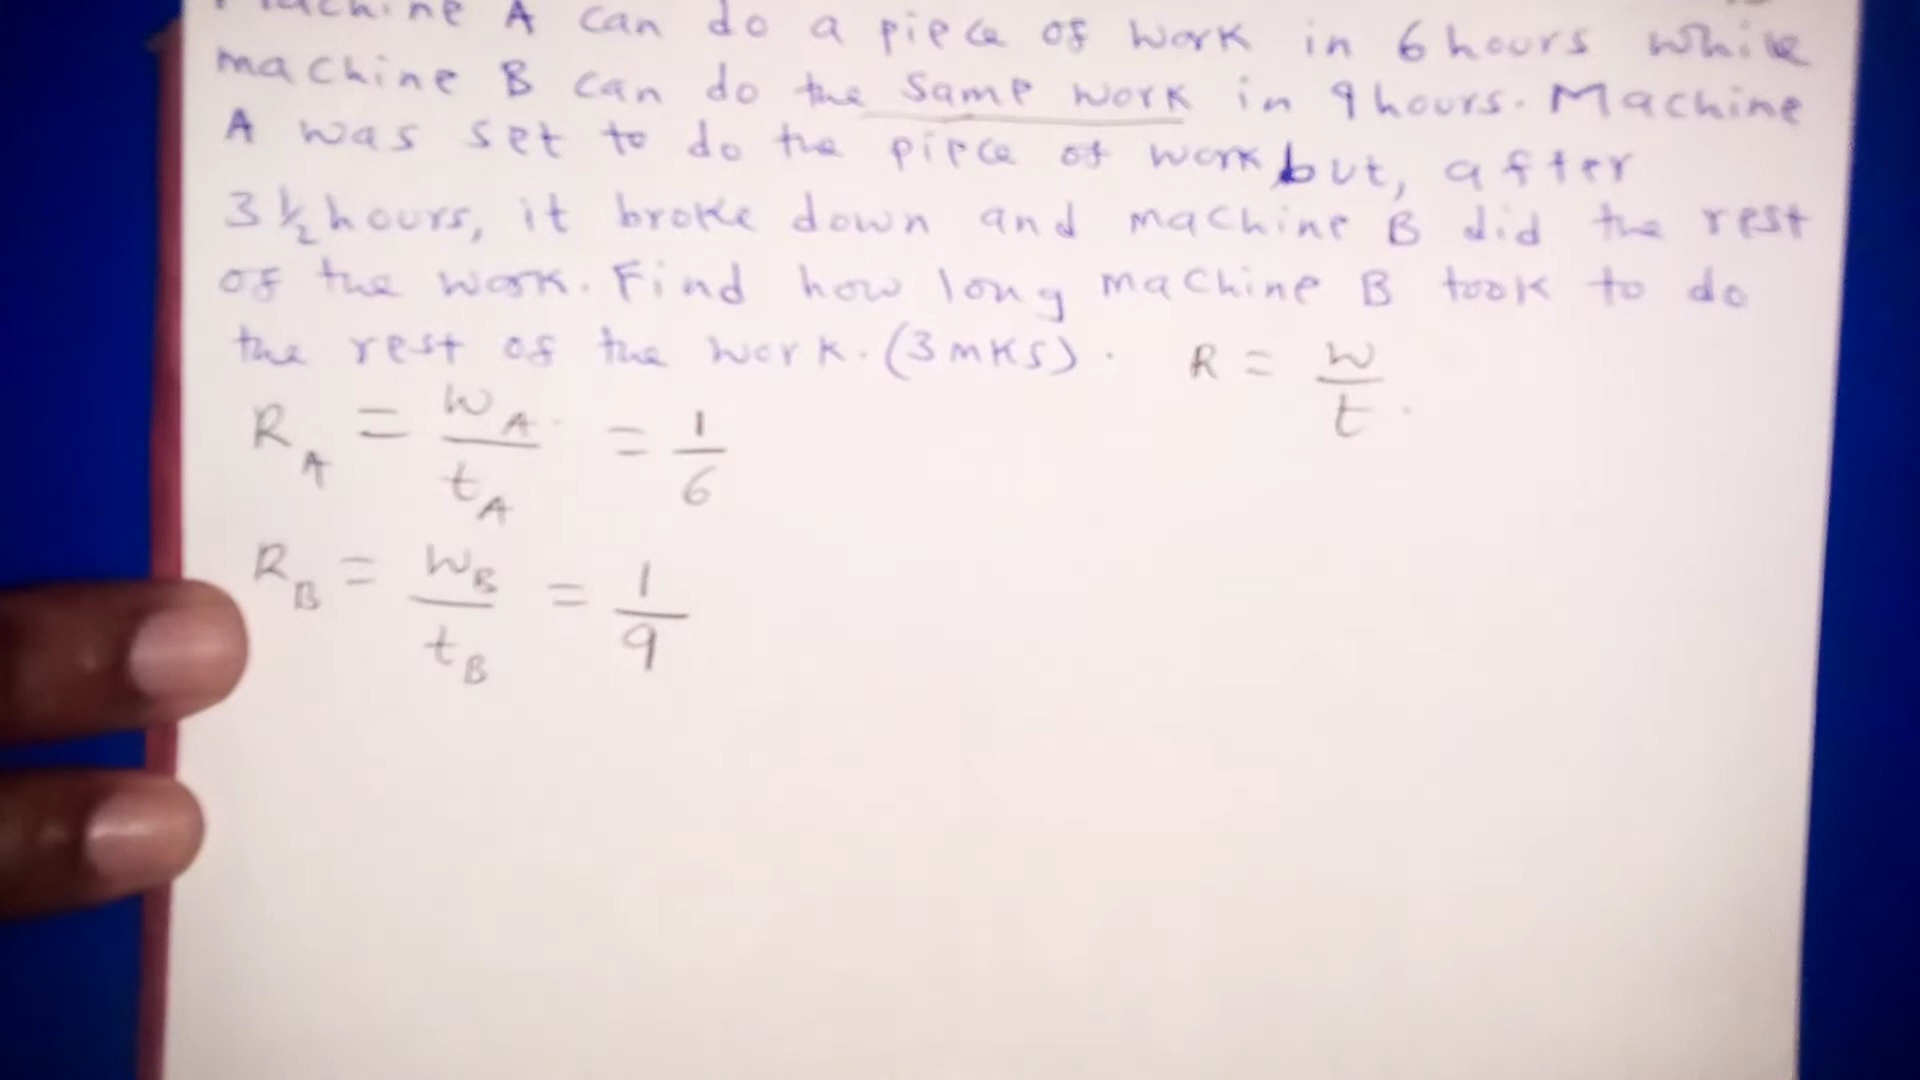 Machine A can do a piece of work in 6 hours while
machine B can do the same work in 9 hours. Machine
A was set to do the piece of work but, after
3 ½ hours, it broke down and machine B did the rest
of the work. Find how long machine B took to do
the rest of the work. (3mks). R = w/t.
R_A = w_A/t_A = 1/6
R_B = w_B/t_B = 1/9